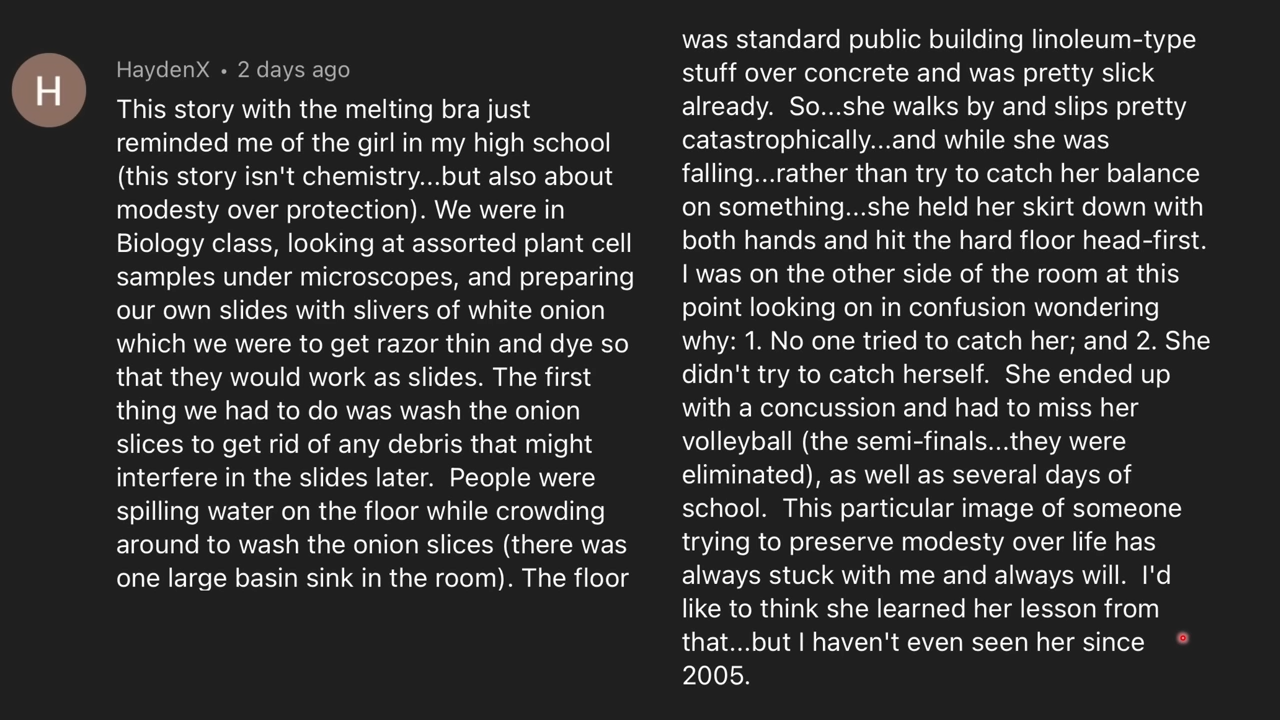 H
HaydenX • 2 days ago
This story with the melting bra just
reminded me of the girl in my high school
(this story isn't chemistry...but also about
modesty over protection). We were in
Biology class, looking at assorted plant cell
samples under microscopes, and preparing
our own slides with slivers of white onion
which we were to get razor thin and dye so
that they would work as slides. The first
thing we had to do was wash the onion
slices to get rid of any debris that might
interfere in the slides later.  People were
spilling water on the floor while crowding
around to wash the onion slices (there was
one large basin sink in the room). The floor
was standard public building linoleum-type
stuff over concrete and was pretty slick
already.  So...she walks by and slips pretty
catastrophically...and while she was
falling...rather than try to catch her balance
on something...she held her skirt down with
both hands and hit the hard floor head-first.
I was on the other side of the room at this
point looking on in confusion wondering
why: 1. No one tried to catch her; and 2. She
didn't try to catch herself.  She ended up
with a concussion and had to miss her
volleyball (the semi-finals...they were
eliminated), as well as several days of
school.  This particular image of someone
trying to preserve modesty over life has
always stuck with me and always will.  I'd
like to think she learned her lesson from
that...but I haven't even seen her since
2005.